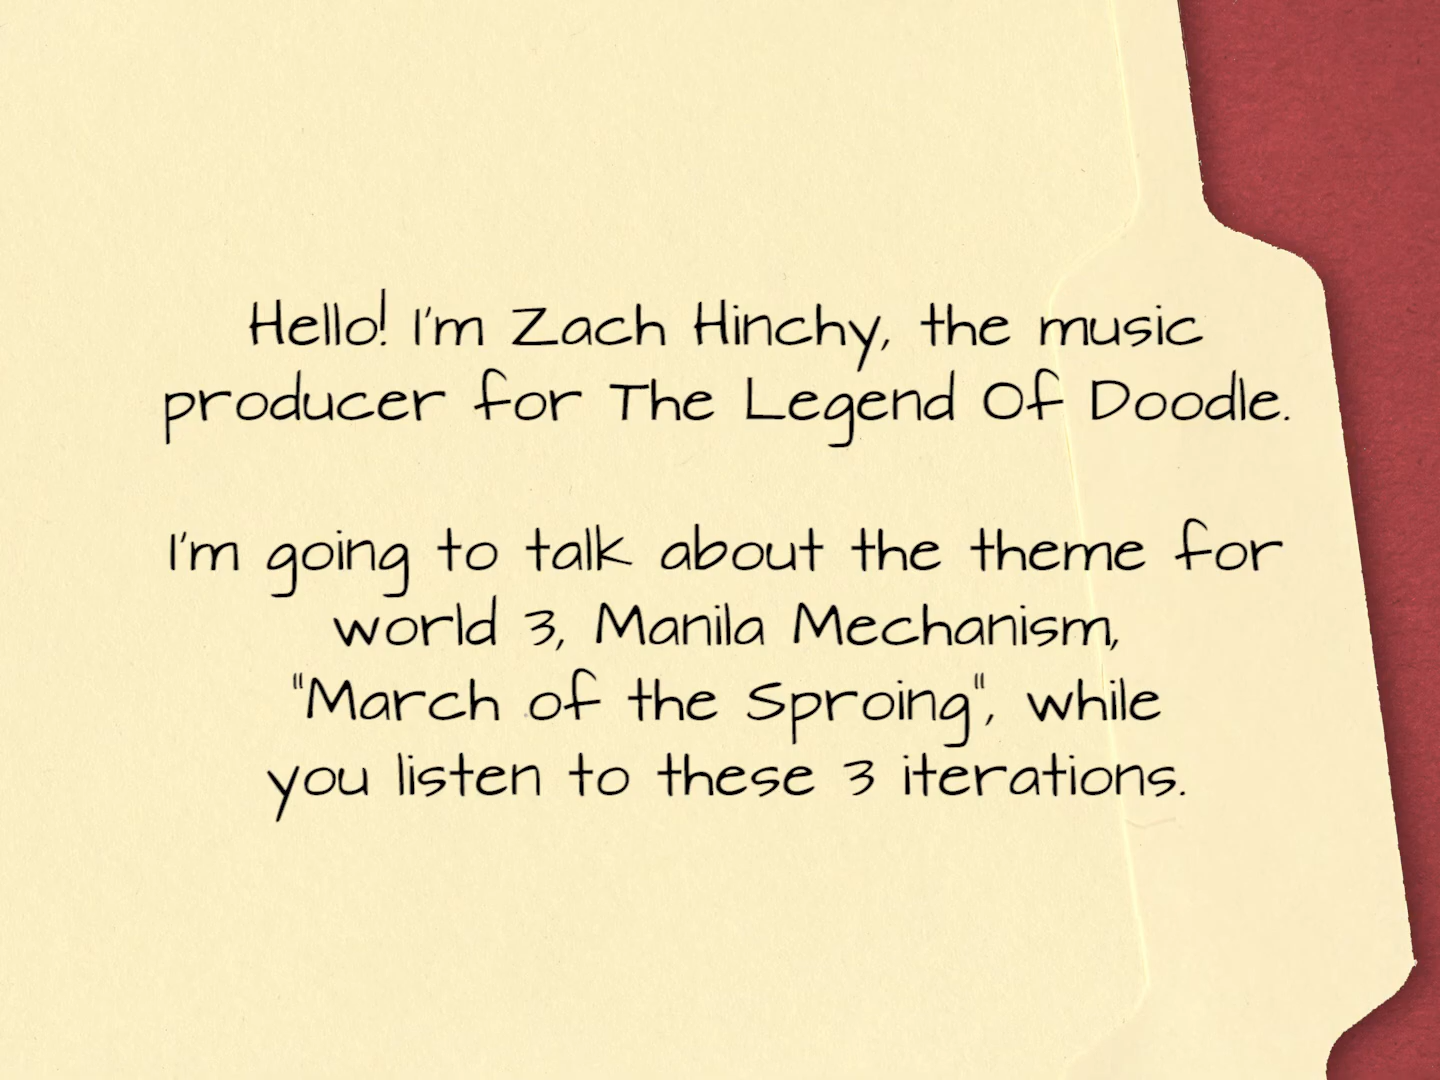 Hello! I'm Zach Hinchy, the music
producer for The Legend Of Doodle.
I'm going to talk about the theme for
world 3, Manila Mechanism,
"March of the Sproing", while
you listen to these 3 iterations.